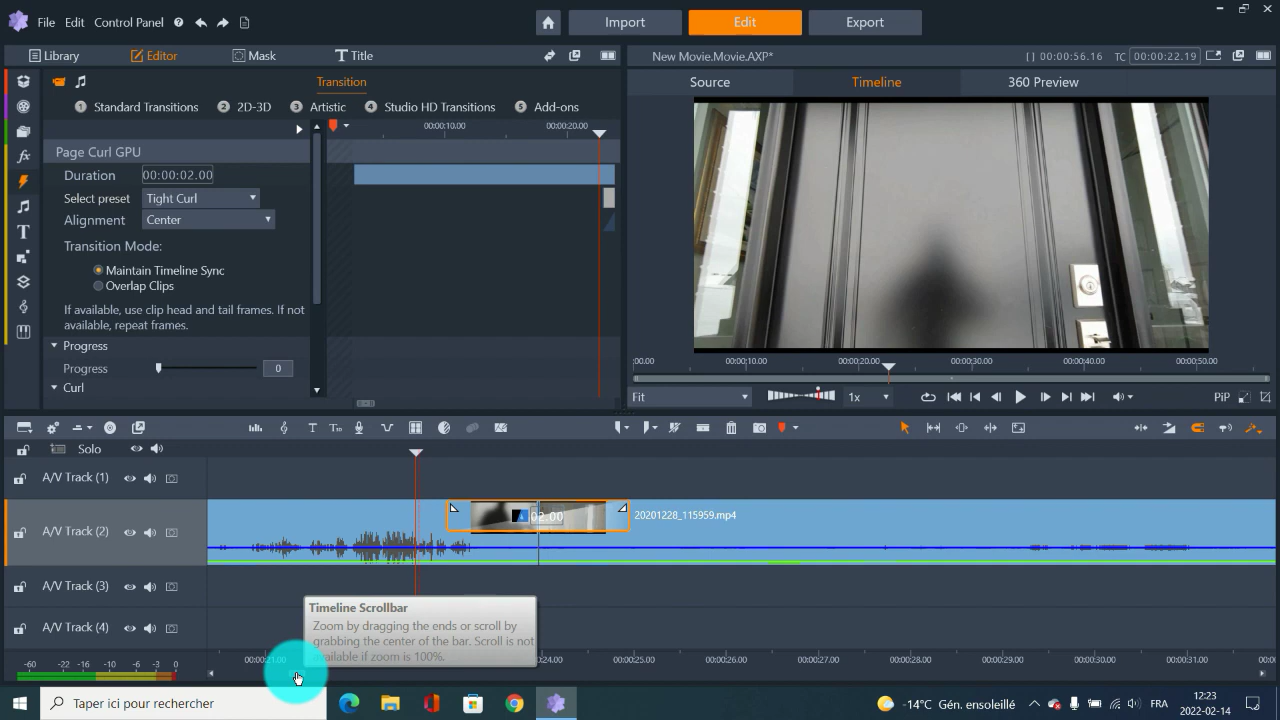 File Edit Control Panel
Import Edit Export
Library Editor Mask Title
New Movie.Movie.AXP*
[ ] 00:00:56.16 TC 00:00:22.19
Transition
Source Timeline 360 Preview
1 Standard Transitions 2 2D-3D 3 Artistic 4 Studio HD Transitions 5 Add-ons
00:00:10.00 00:00:20.00
Page Curl GPU
Duration 00:00:02.00
Select preset Tight Curl
Alignment Center
Transition Mode:
Maintain Timeline Sync
Overlap Clips
If available, use clip head and tail frames. If not
available, repeat frames.
Progress
Progress 0
Curl
:00.00 00:00:10.00 00:00:20.00 00:00:30.00 00:00:40.00 00:00:50.00
Fit 1x PiP
Solo
A/V Track (1)
A/V Track (2)
02.00
20201228_115959.mp4
A/V Track (3)
A/V Track (4)
Timeline Scrollbar
Zoom by dragging the ends or scroll by
grabbing the center of the bar. Scroll is not
available if zoom is 100%.
-60 -22 -16 -10 -6 -3 0
00:00:21.00 00:24.00 00:00:25.00 00:00:26.00 00:00:27.00 00:00:28.00 00:00:29.00 00:00:30.00 00:00:31.00
Taper ici pour rechercher
-14°C Gén. ensoleillé
12:23
2022-02-14